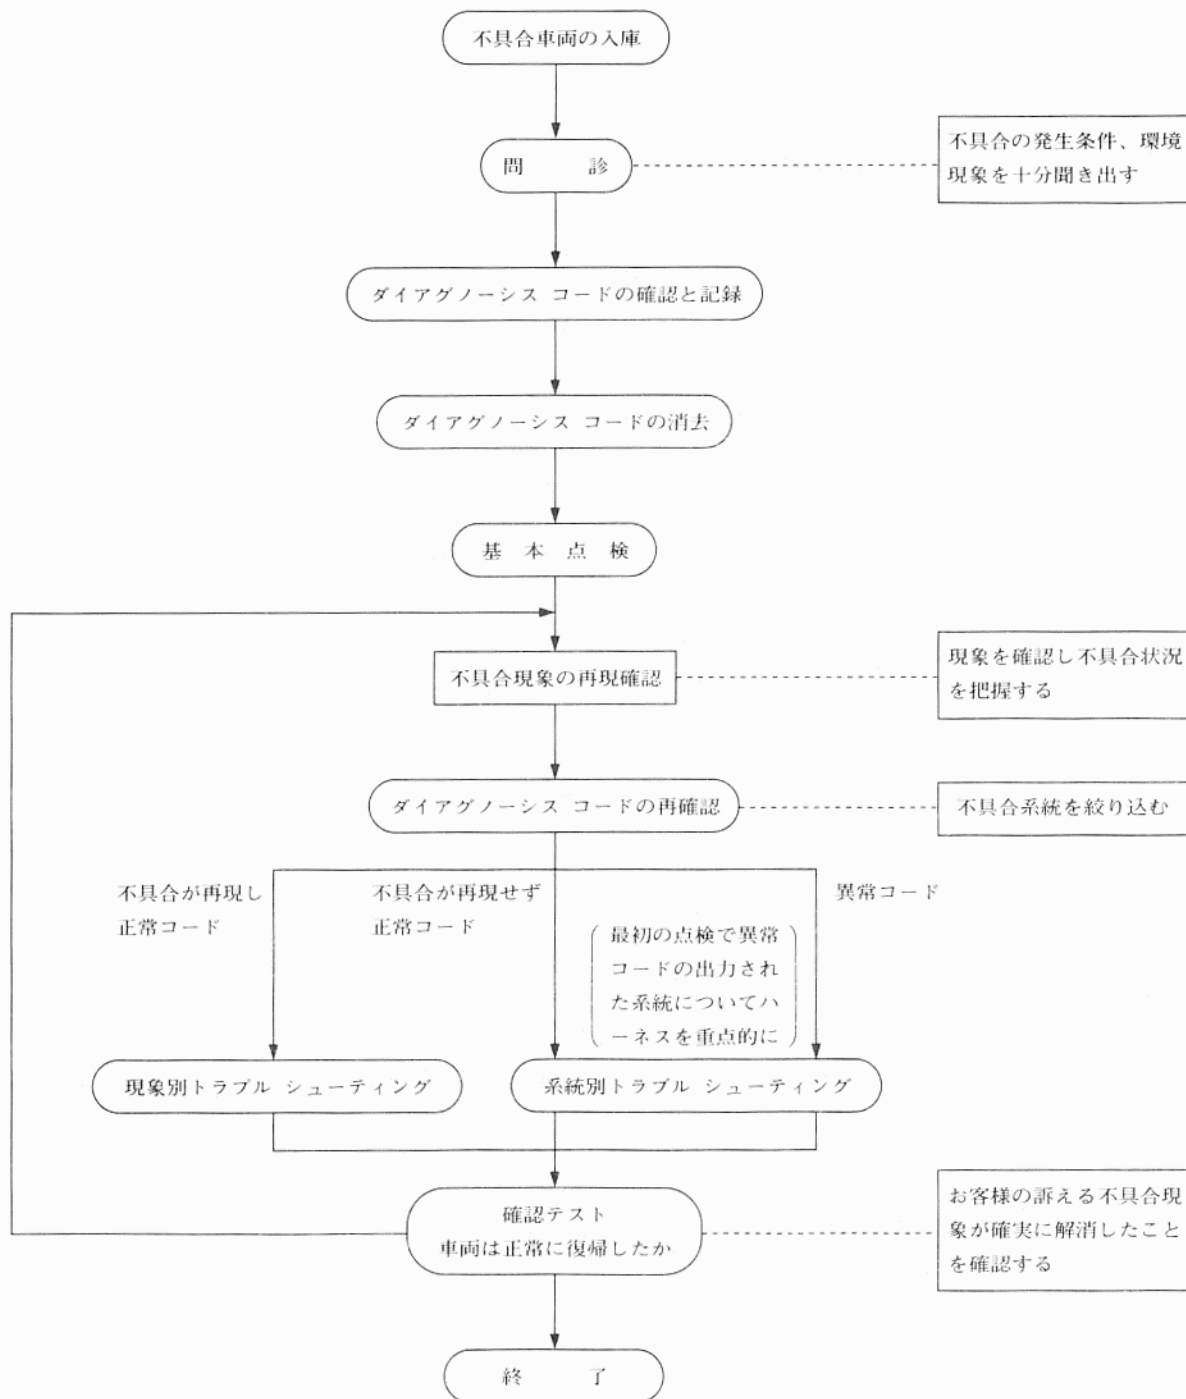 不具合車両の入庫
問診
不具合の発生条件、環境
現象を十分聞き出す
ダイアグノーシス コードの確認と記録
ダイアグノーシス コードの消去
基本点検
不具合現象の再現確認
現象を確認し不具合状況
を把握する
ダイアグノーシス コードの再確認
不具合系統を絞り込む
不具合が再現し
正常コード
不具合が再現せず
正常コード
最初の点検で異常
コードの出力され
た系統についてハ
ーネスを重点的に
異常コード
現象別トラブル シューティング
系統別トラブル シューティング
確認テスト
車両は正常に復帰したか
お客様の訴える不具合現
象が確実に解消したこと
を確認する
終了